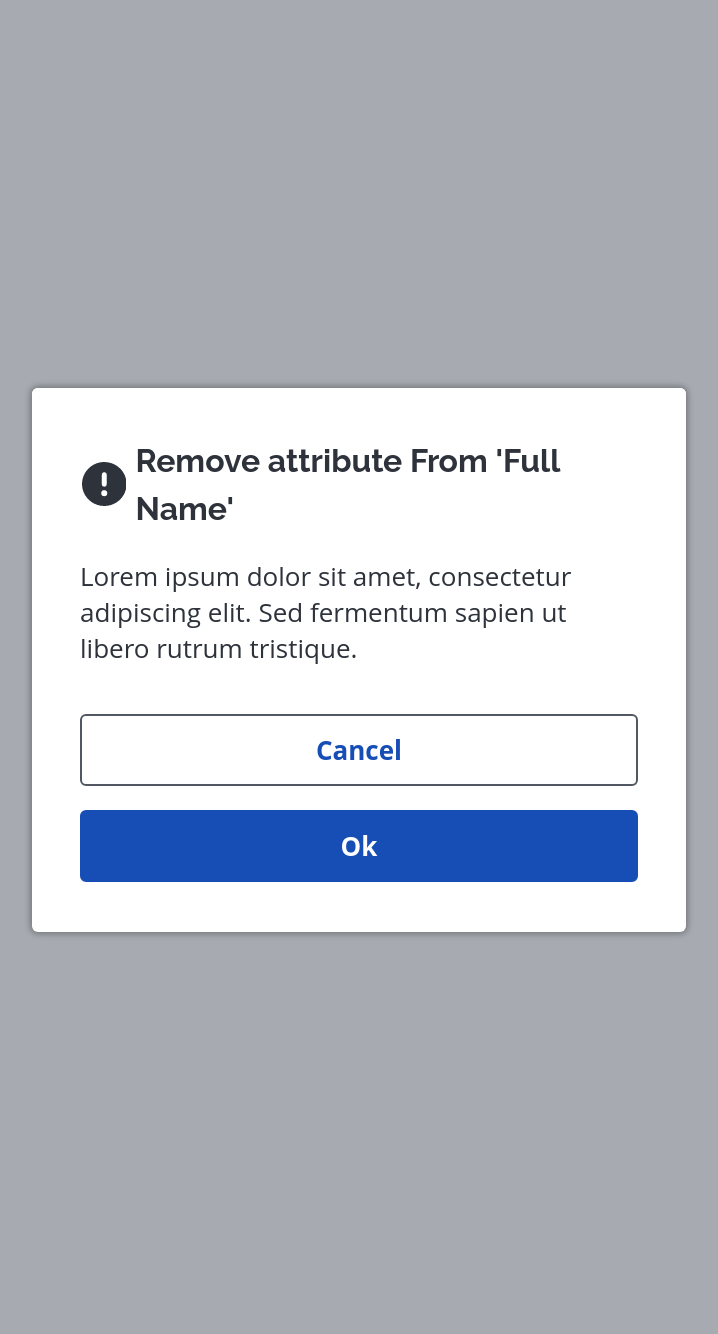 Remove attribute From 'Full
Name'
Lorem ipsum dolor sit amet, consectetur
adipiscing elit. Sed fermentum sapien ut
libero rutrum tristique.
Cancel
Ok